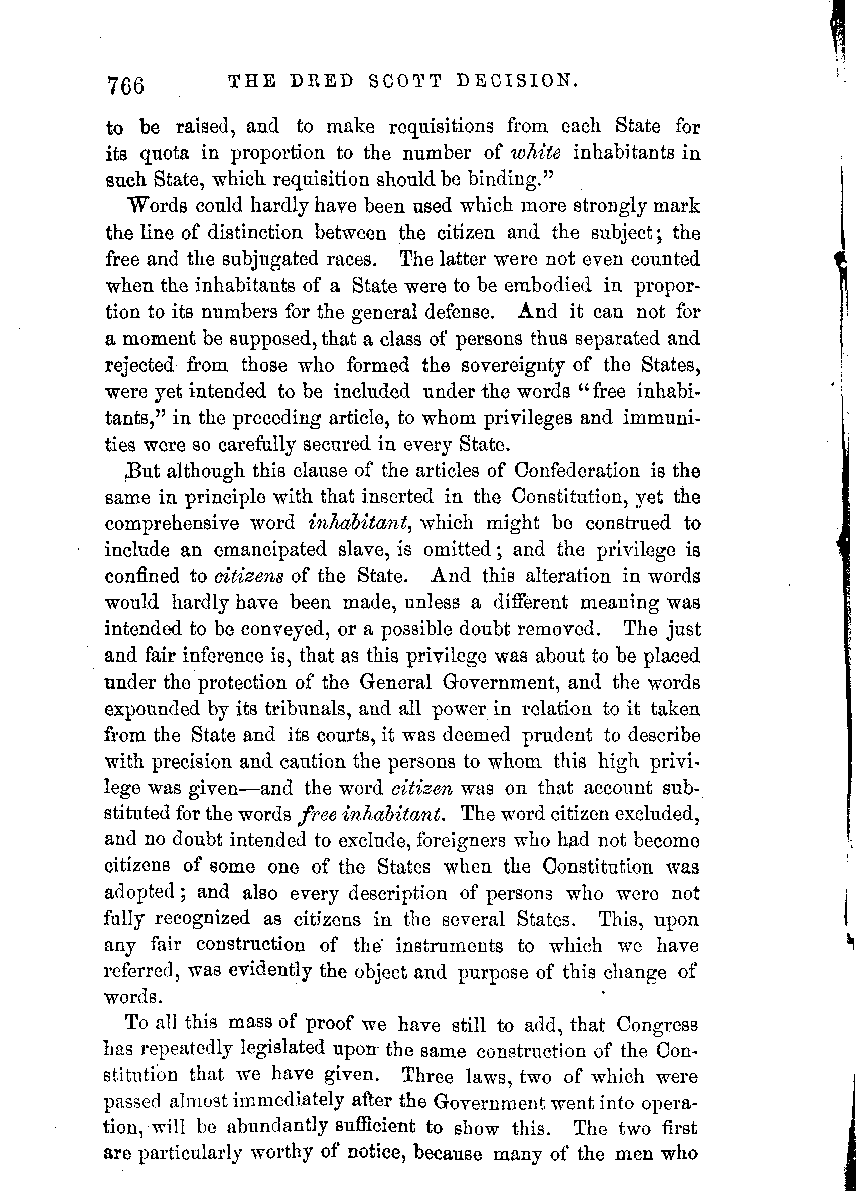 766 THE DRED SCOTT DECISION.
to be raised, and to make requisitions from each State for
its quota in proportion to the number of white inhabitants in
such State, which requisition should be binding.”
Words could hardly have been used which more strongly mark
the line of distinction between the citizen and the subject; the
free and the subjugated races. The latter were not even counted
when the inhabitants of a State were to be embodied in propor-
tion to its numbers for the general defense. And it can not for
a moment be supposed, that a class of persons thus separated and
rejected from those who formed the sovereignty of the States,
were yet intended to be included under the words “free inhabi-
tants,” in the preceding article, to whom privileges and immuni-
ties were so carefully secured in every State.
But although this clause of the articles of Confederation is the
same in principle with that inserted in the Constitution, yet the
comprehensive word inhabitant, which might be construed to
include an emancipated slave, is omitted; and the privilege is
confined to citizens of the State. And this alteration in words
would hardly have been made, unless a different meaning was
intended to be conveyed, or a possible doubt removed. The just
and fair inference is, that as this privilege was about to be placed
under the protection of the General Government, and the words
expounded by its tribunals, and all power in relation to it taken
from the State and its courts, it was deemed prudent to describe
with precision and caution the persons to whom this high privi-
lege was given—and the word citizen was on that account sub-
stituted for the words free inhabitant. The word citizen excluded,
and no doubt intended to exclude, foreigners who had not become
citizens of some one of the States when the Constitution was
adopted; and also every description of persons who were not
fully recognized as citizens in the several States. This, upon
any fair construction of the instruments to which we have
referred, was evidently the object and purpose of this change of
words.
To all this mass of proof we have still to add, that Congress
has repeatedly legislated upon the same construction of the Con-
stitution that we have given. Three laws, two of which were
passed almost immediately after the Government went into opera-
tion, will be abundantly sufficient to show this. The two first
are particularly worthy of notice, because many of the men who